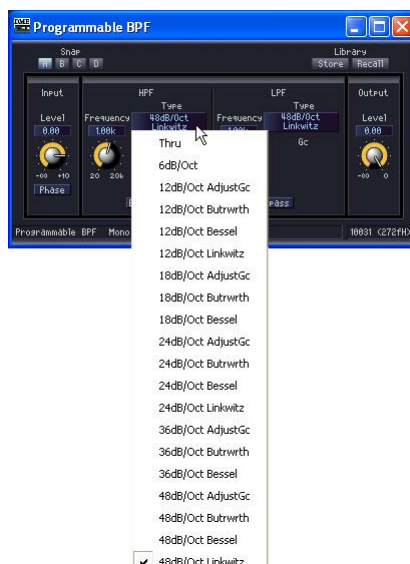 Programmable BPF
Snap
A B C D
Library
Store Recall
Input
HPF
LPF
Output
Level
Frequency
Type
Frequency
Type
Level
0.00
1.00k
48dB/Oct
Linkwitz
48dB/Oct
Linkwitz
0.00
Gc
-∞ +10
20 20k
-∞ 0
Phase
Programmable BPF Mono
10031 (272fH)
Thru
6dB/Oct
12dB/Oct AdjustGc
12dB/Oct Butrwrth
12dB/Oct Bessel
12dB/Oct Linkwitz
18dB/Oct AdjustGc
18dB/Oct Butrwrth
18dB/Oct Bessel
24dB/Oct AdjustGc
24dB/Oct Butrwrth
24dB/Oct Bessel
24dB/Oct Linkwitz
36dB/Oct AdjustGc
36dB/Oct Butrwrth
36dB/Oct Bessel
48dB/Oct AdjustGc
48dB/Oct Butrwrth
48dB/Oct Bessel
48dB/Oct Linkwitz